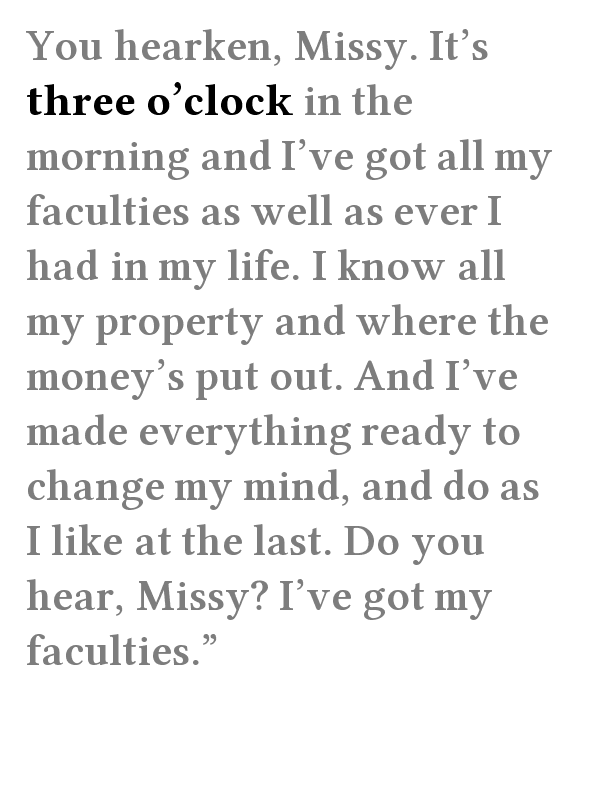 You hearken, Missy. It’s
three o’clock in the
morning and I’ve got all my
faculties as well as ever I
had in my life. I know all
my property and where the
money’s put out. And I’ve
made everything ready to
change my mind, and do as
I like at the last. Do you
hear, Missy? I’ve got my
faculties.”